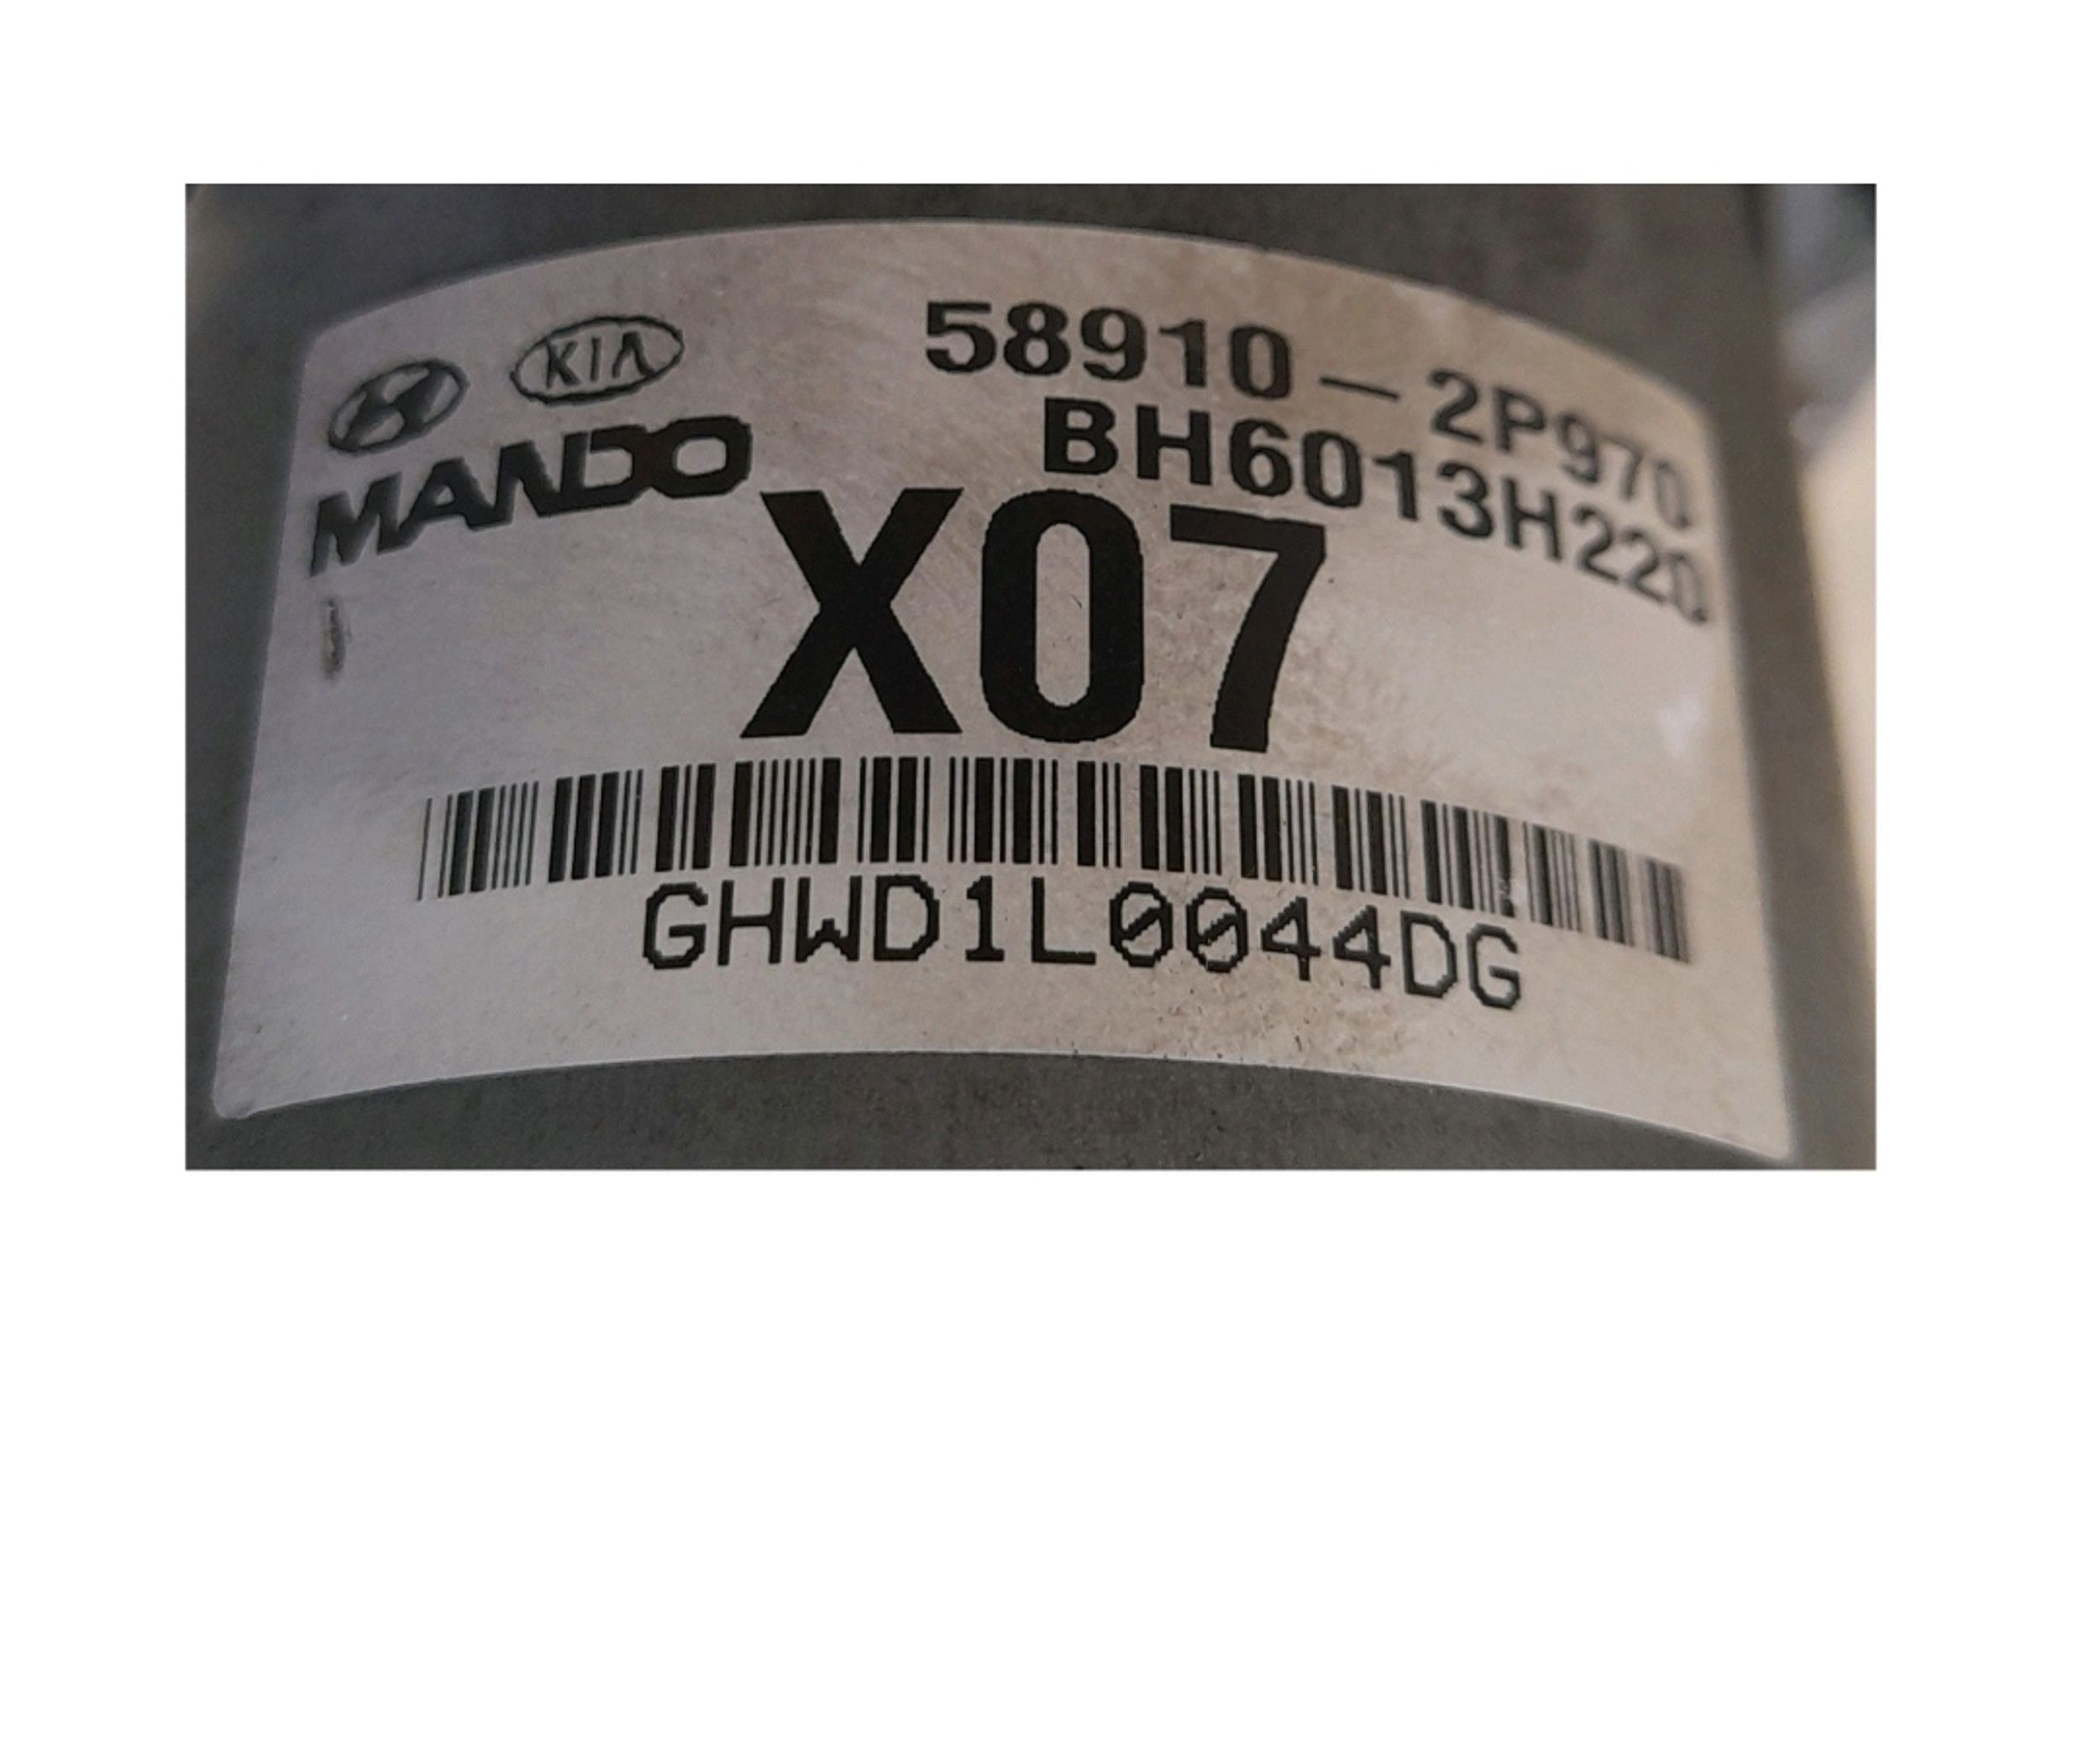 KIA 58910-2P970
MANDO BH6013H220
X07
GHWD1L0044DG